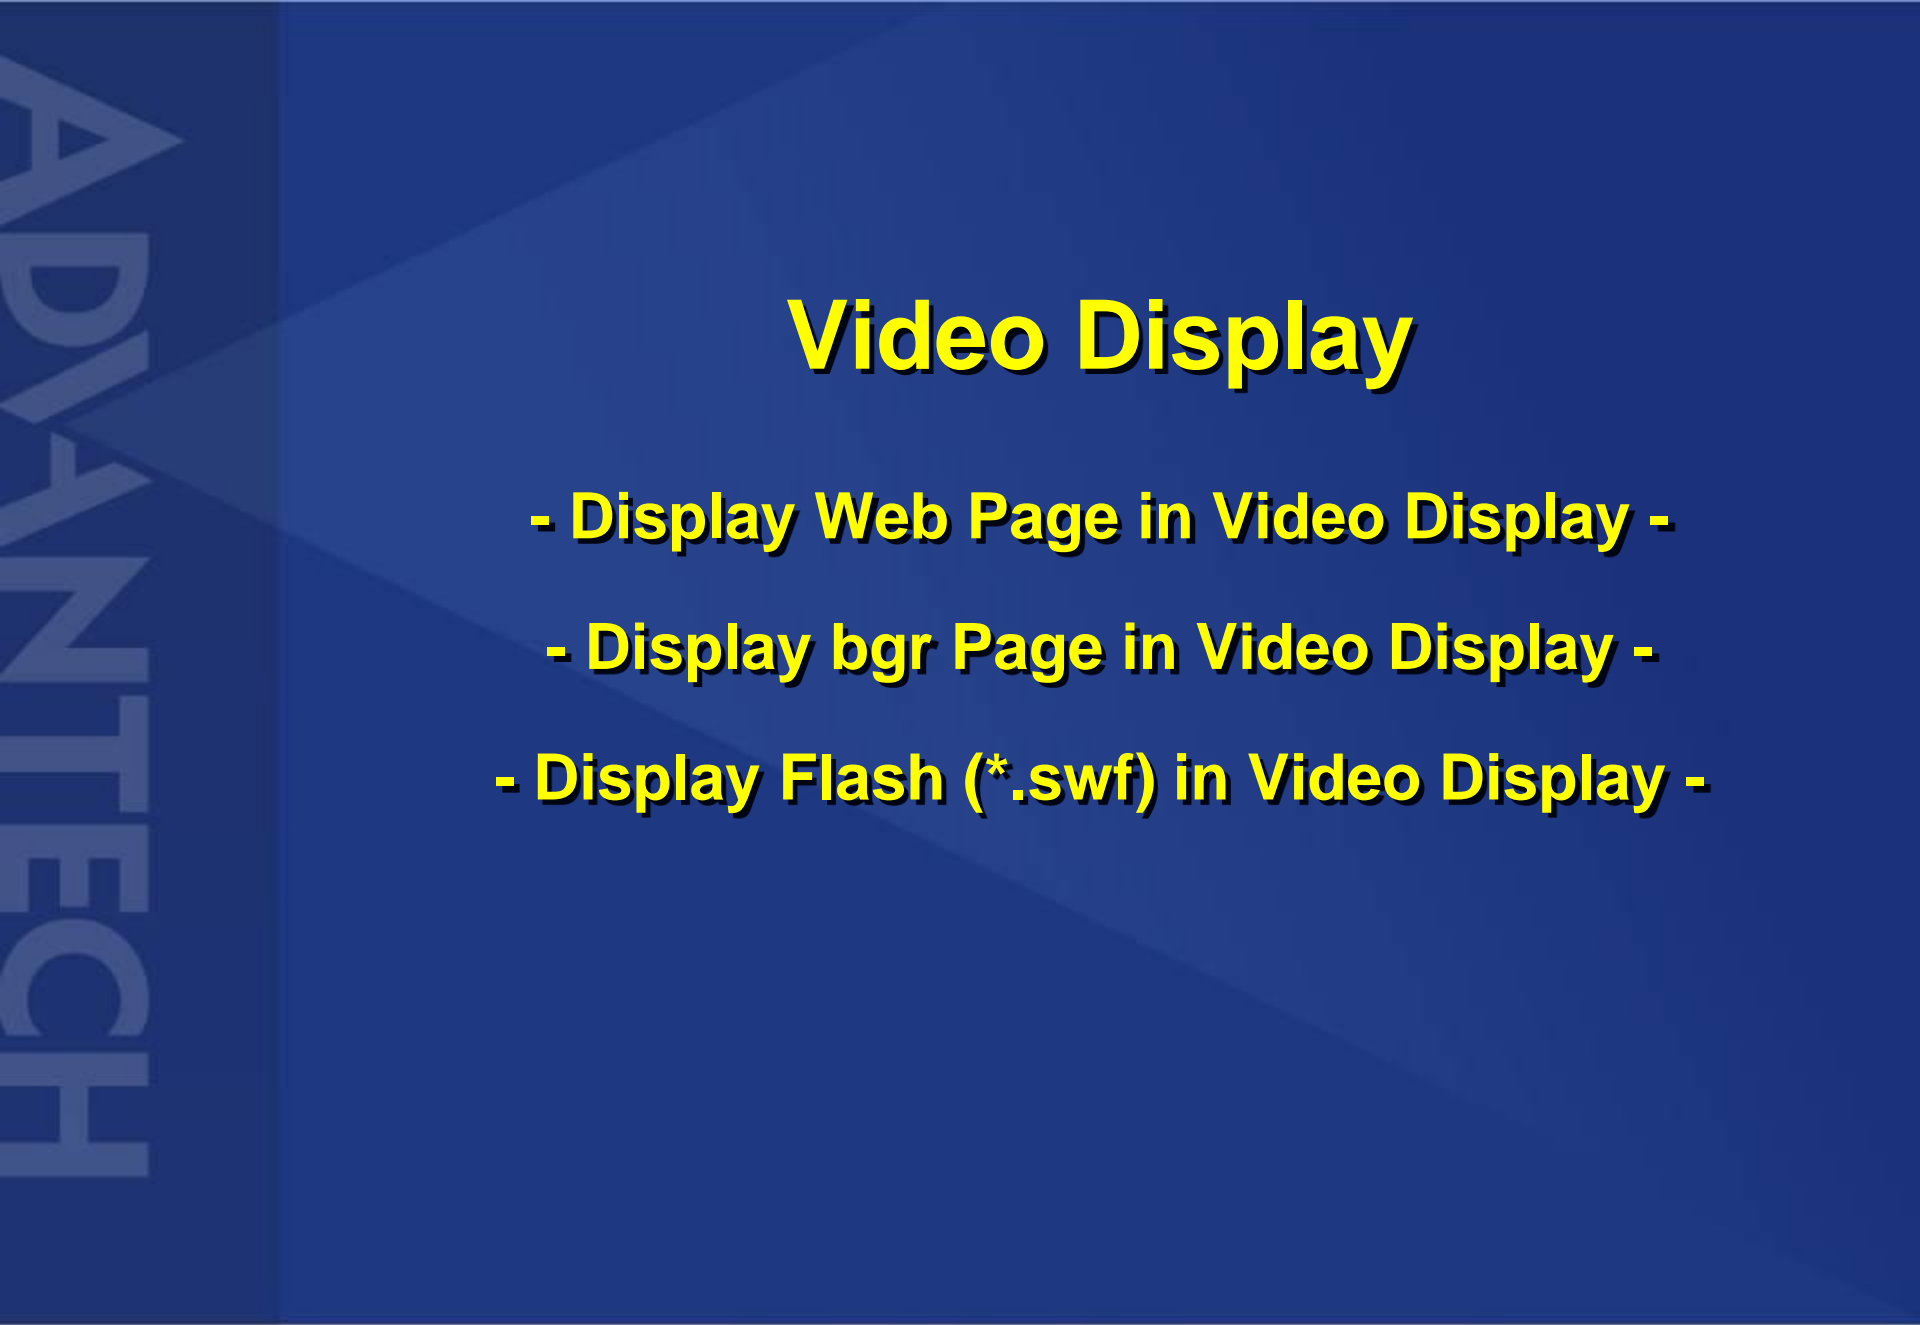 ADVANTECH
Video Display
- Display Web Page in Video Display -
- Display bgr Page in Video Display -
- Display Flash (*.swf) in Video Display -